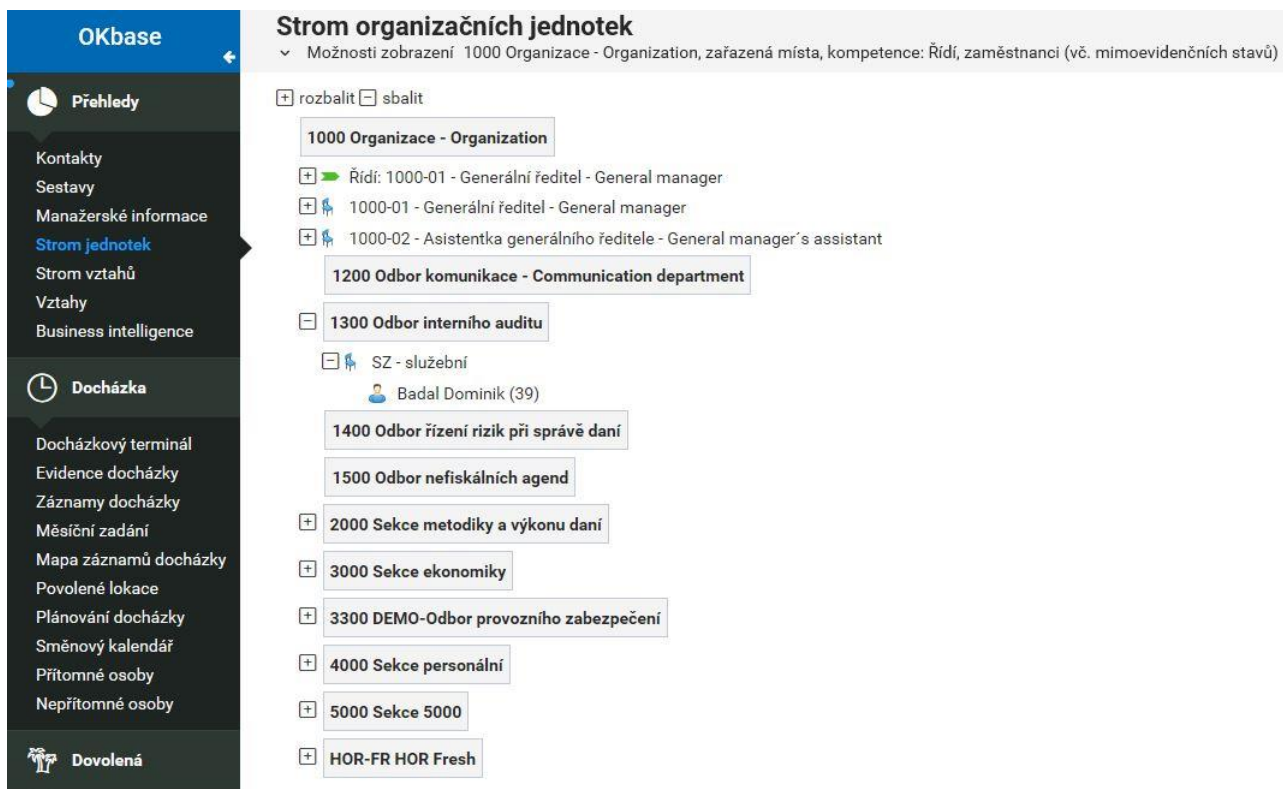 OKbase
Přehledy
Kontakty
Sestavy
Manažerské informace
Strom jednotek
Strom vztahů
Vztahy
Business intelligence
Docházka
Docházkový terminál
Evidence docházky
Záznamy docházky
Měsíční zadání
Mapa záznamů docházky
Povolené lokace
Plánování docházky
Směnový kalendář
Přítomné osoby
Nepřítomné osoby
Dovolená
Strom organizačních jednotek
Možnosti zobrazení 1000 Organizace - Organization, zařazená místa, kompetence: Řídí, zaměstnanci (vč. mimoevidenčních stavů)
rozbalit sbalit
1000 Organizace - Organization
Řídí: 1000-01 - Generální ředitel - General manager
1000-01 - Generální ředitel - General manager
1000-02 - Asistentka generálního ředitele - General manager´s assistant
1200 Odbor komunikace - Communication department
1300 Odbor interního auditu
SZ - služební
Badal Dominik (39)
1400 Odbor řízení rizik při správě daní
1500 Odbor nefiskálních agend
2000 Sekce metodiky a výkonu daní
3000 Sekce ekonomiky
3300 DEMO-Odbor provozního zabezpečení
4000 Sekce personální
5000 Sekce 5000
HOR-FR HOR Fresh